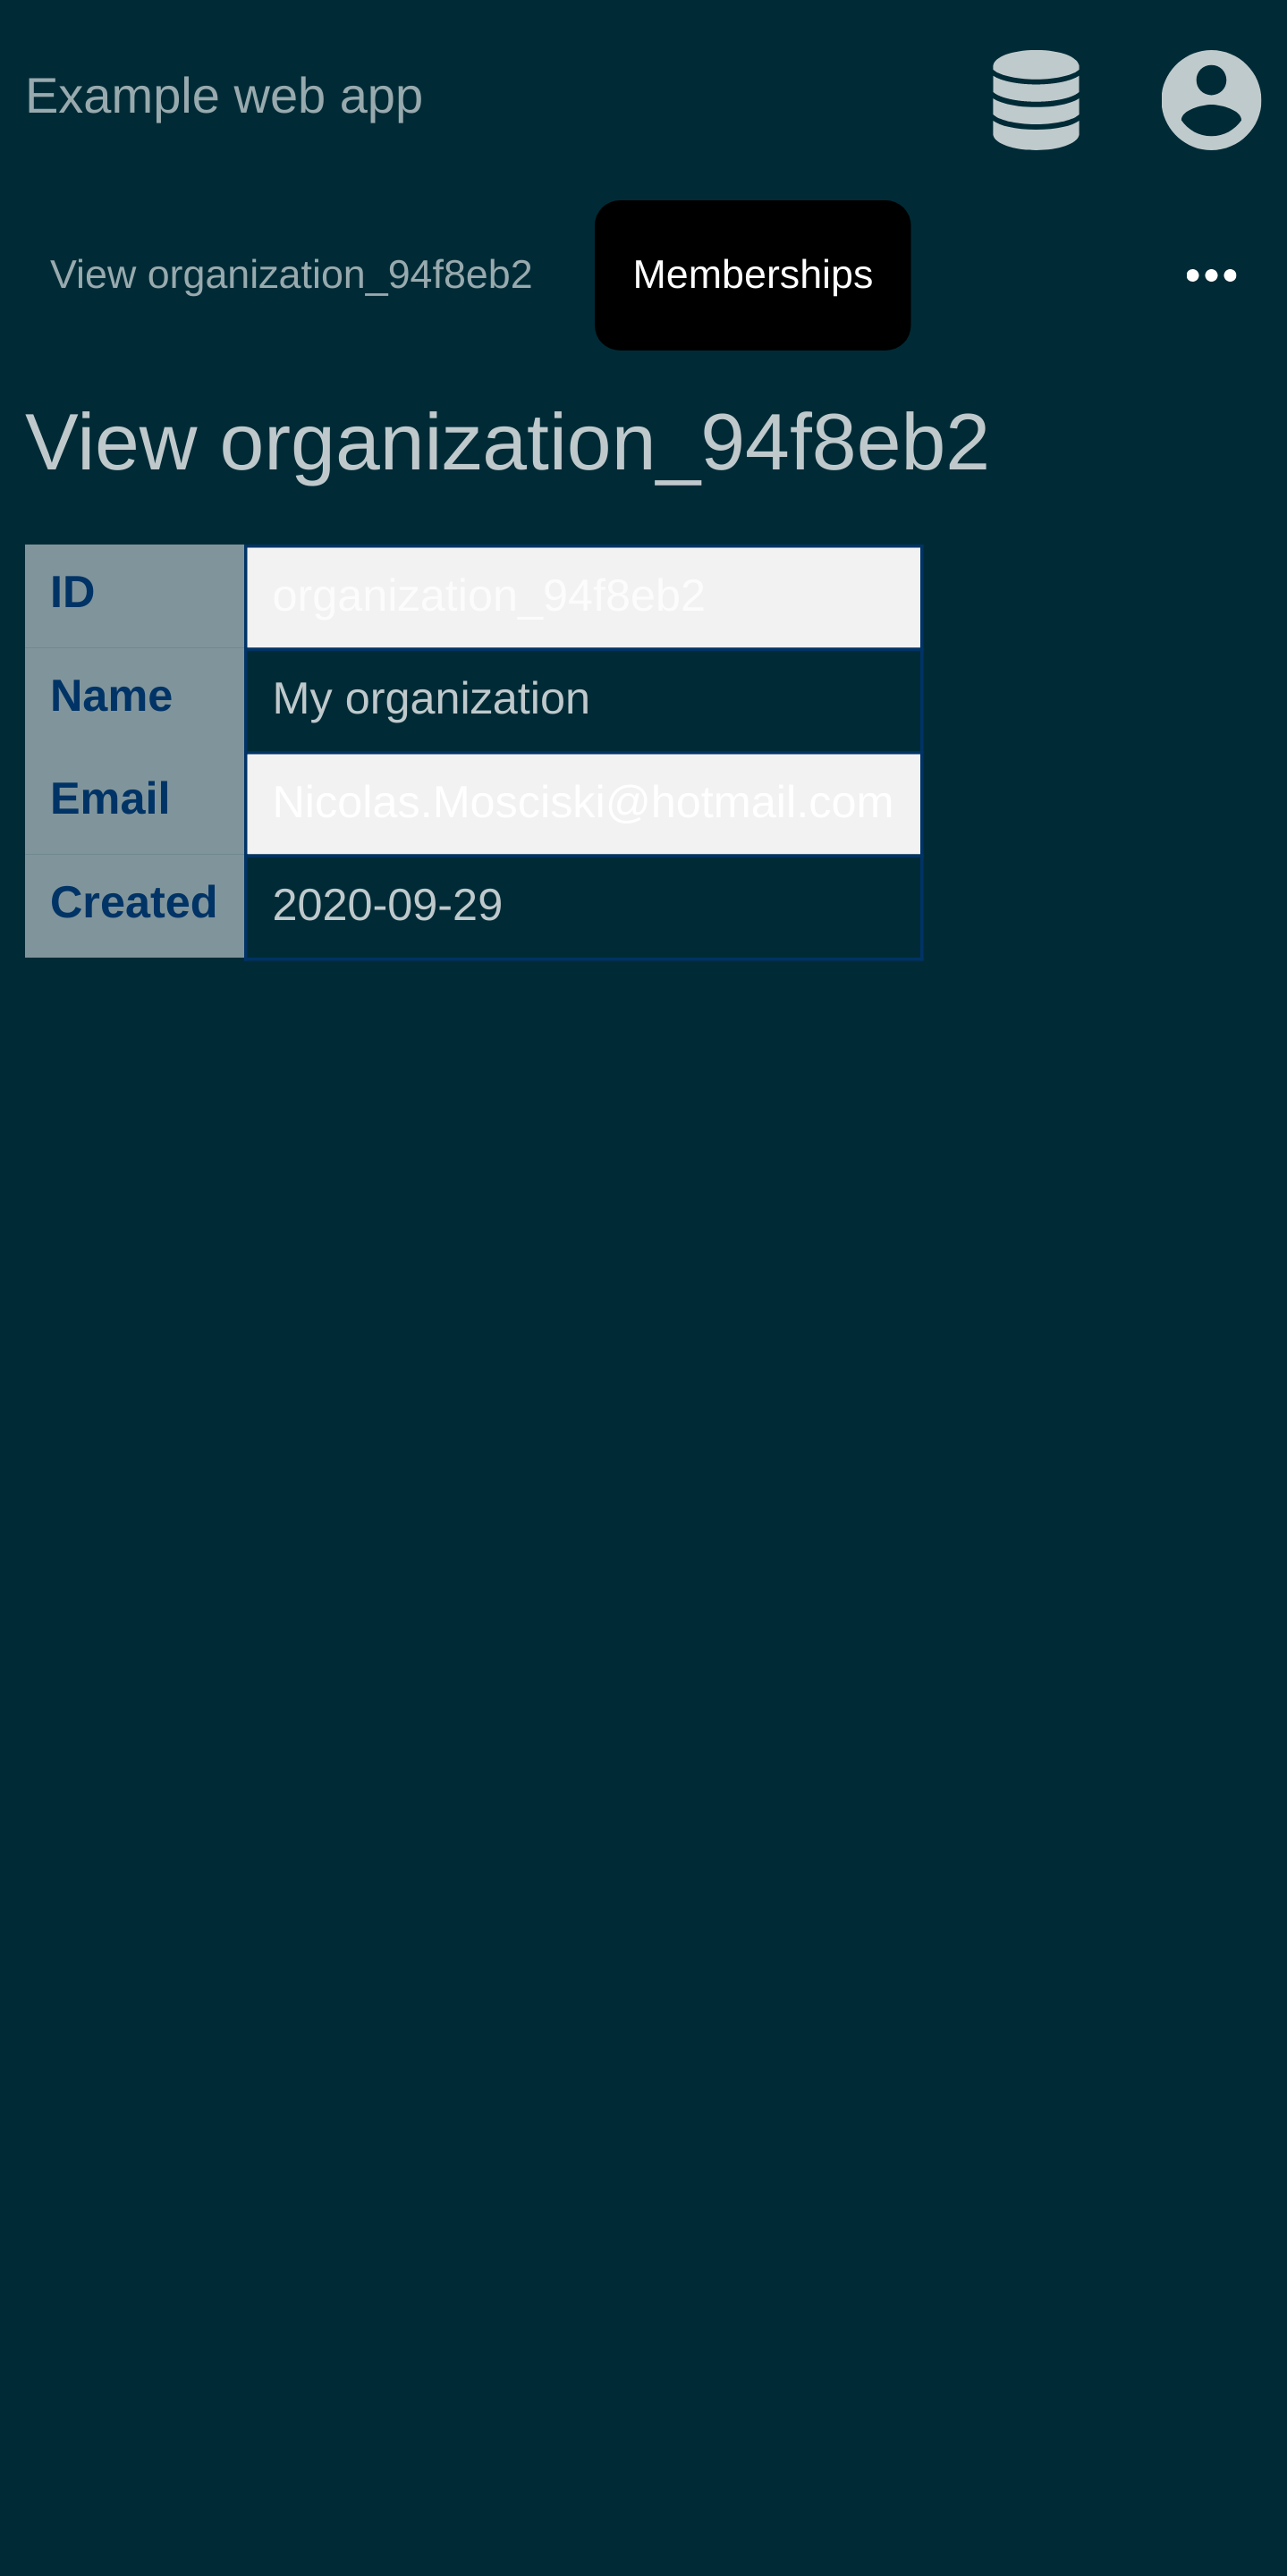 Example web app
View organization_94f8eb2
Memberships
View organization_94f8eb2
ID organization_94f8eb2
Name My organization
Email Nicolas.Mosciski@hotmail.com
Created 2020-09-29